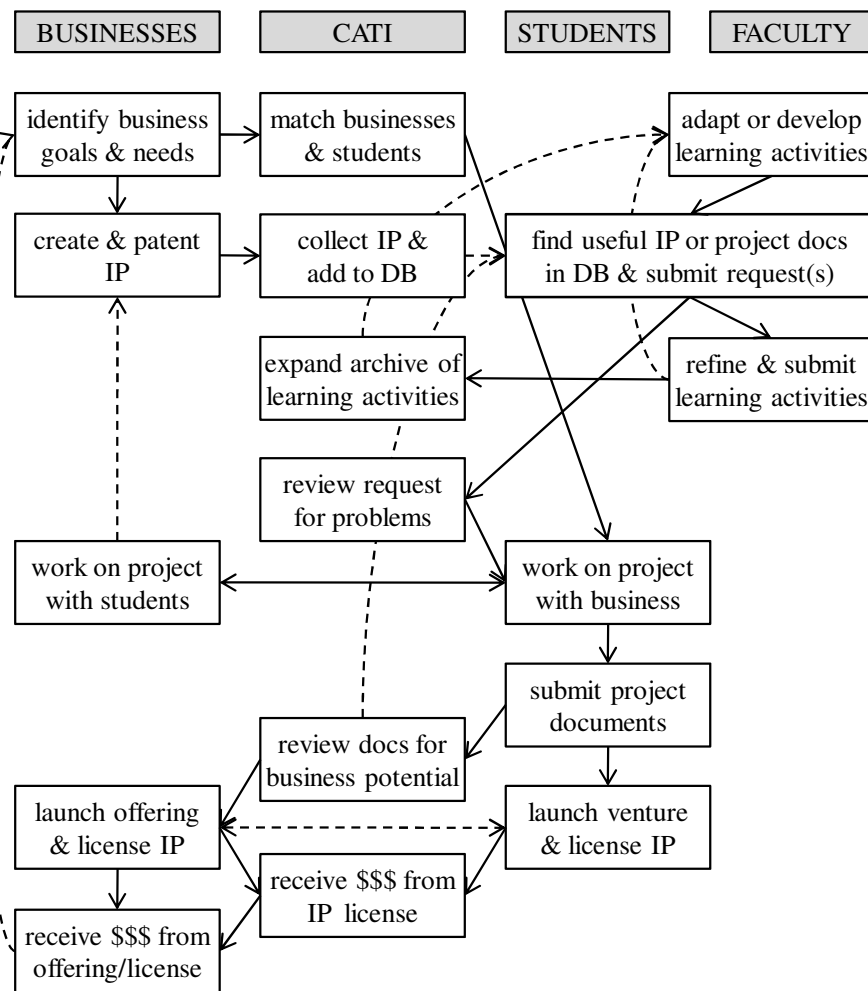 BUSINESSES
CATI
STUDENTS
FACULTY
identify business
goals & needs
match businesses
& students
adapt or develop
learning activities
create & patent
IP
collect IP &
add to DB
find useful IP or project docs
in DB & submit request(s)
expand archive of
learning activities
refine & submit
learning activities
review request
for problems
work on project
with students
work on project
with business
submit project
documents
review docs for
business potential
launch offering
& license IP
launch venture
& license IP
receive $$$ from
IP license
receive $$$ from
offering/license